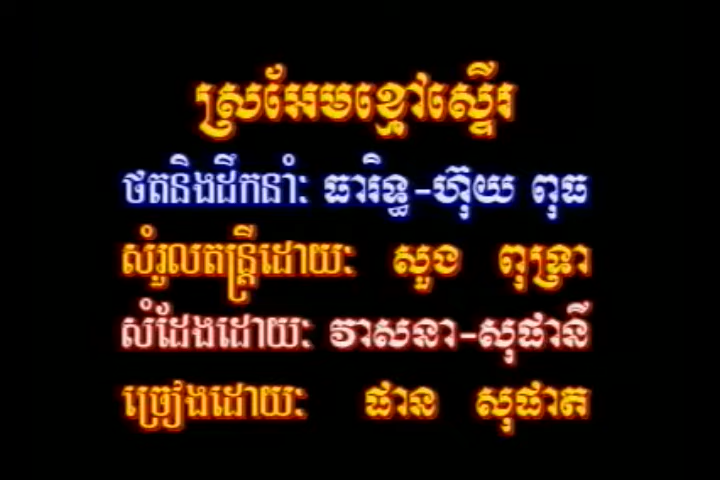 ស្រអែមខ្មៅស្ទើរ
ថតនិងដឹកនាំៈ ធារិទ្ធ-ហ៊ុយ ពុធ
សំរួលតន្ត្រីដោយៈ សួង ពុទ្រា
សំដែងដោយៈ វាសនា-សុផានី
ច្រៀងដោយៈ ផាន សុផាត